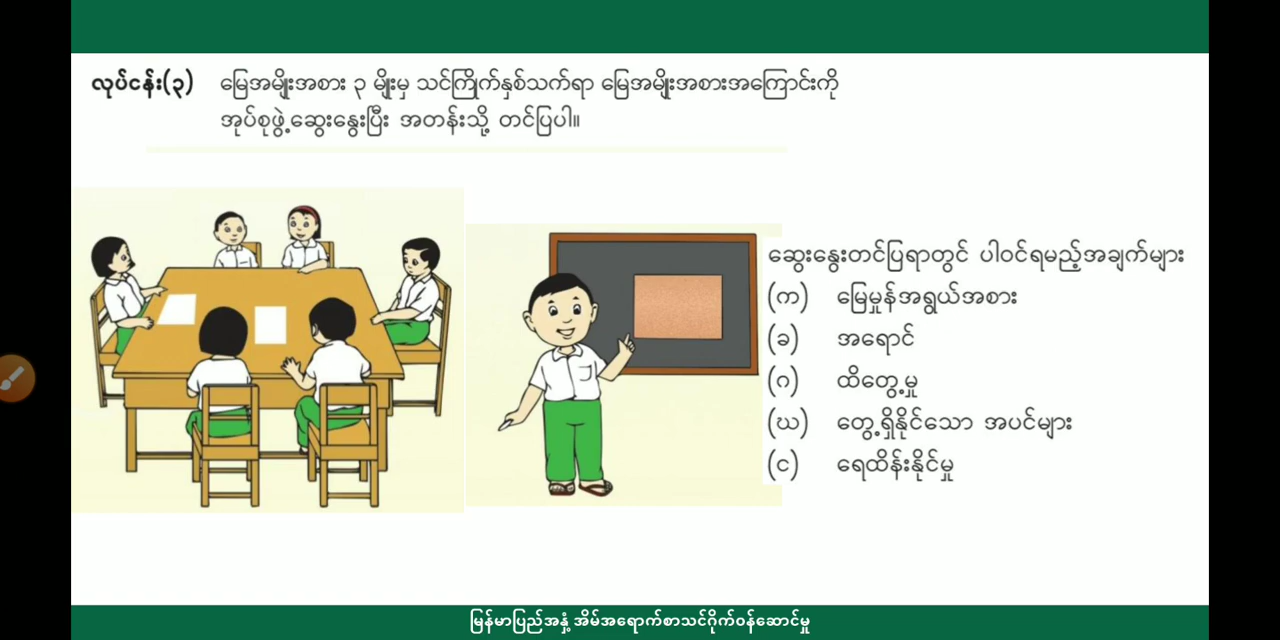 လုပ်ငန်း(၃) မြေအမျိုးအစား ၃ မျိုးမှ သင်ကြိုက်နှစ်သက်ရာ မြေအမျိုးအစားအကြောင်းကို
အုပ်စုဖွဲ့ဆွေးနွေးပြီး အတန်းသို့ တင်ပြပါ။
ဆွေးနွေးတင်ပြရာတွင် ပါဝင်ရမည့်အချက်များ
(က) မြေမှုန်အရွယ်အစား
(ခ) အရောင်
(ဂ) ထိတွေ့မှု
(ဃ) တွေ့ရှိနိုင်သော အပင်များ
(င) ရေထိန်းနိုင်မှု
မြန်မာပြည်အနှံ့ အိမ်အရောက်စာသင်ဂိုက်ဝန်ဆောင်မှု